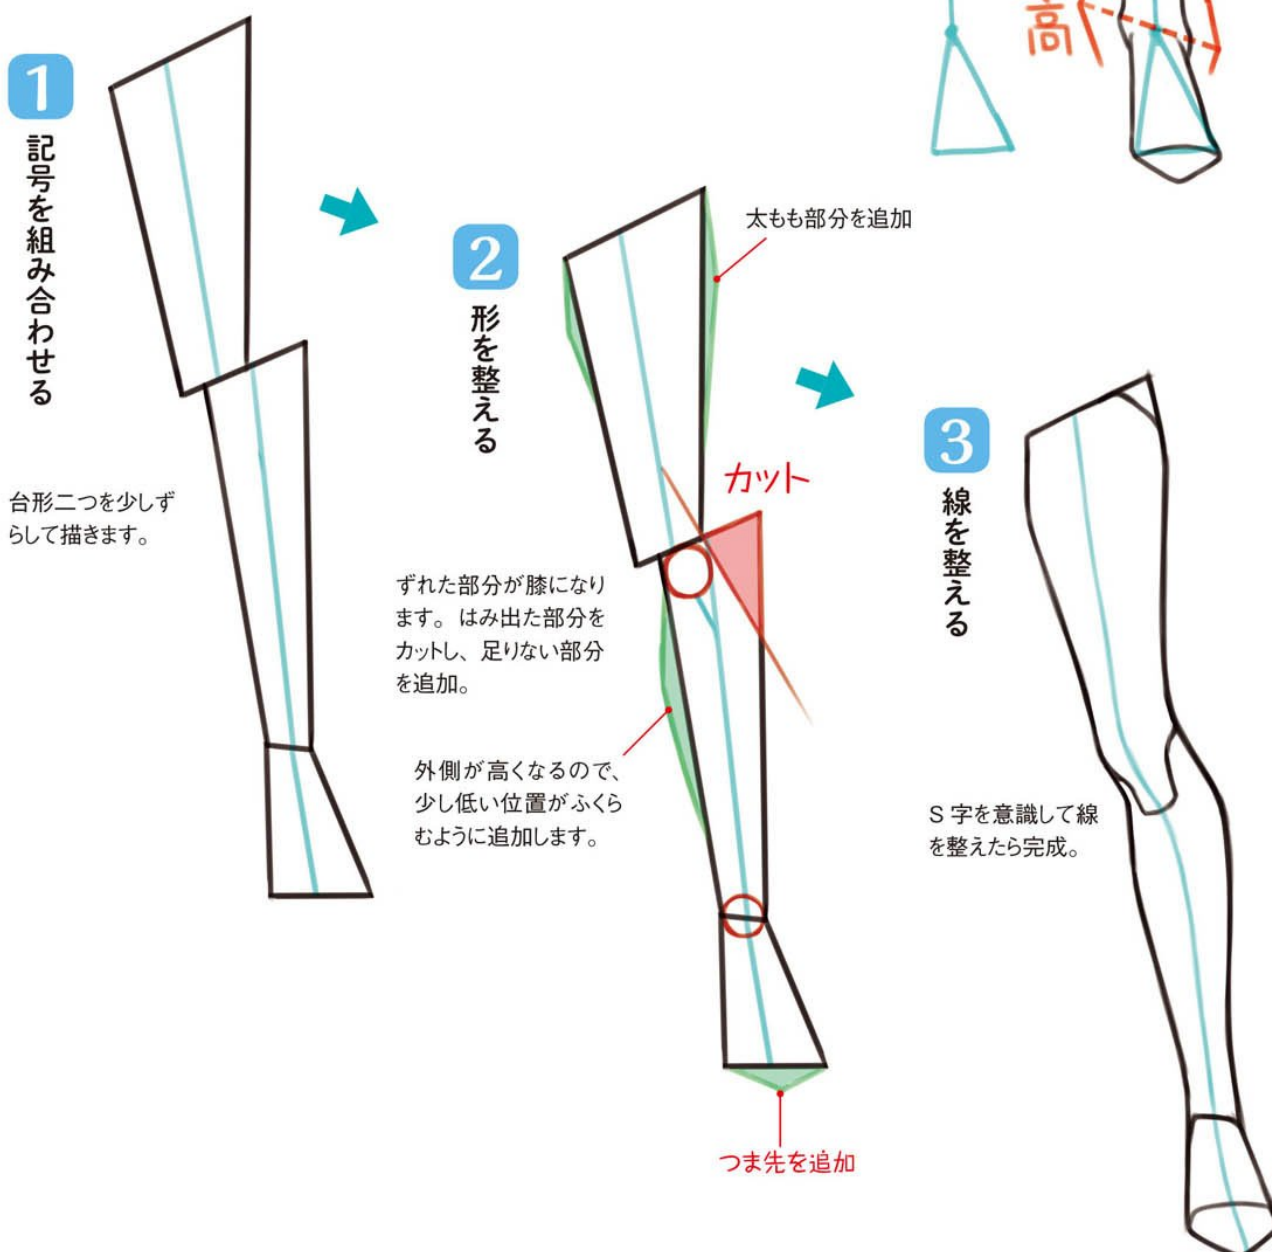 高
1
記号を組み合わせる
台形二つを少しず
らして描きます。
2
形を整える
太もも部分を追加
カット
ずれた部分が膝になり
ます。はみ出た部分を
カットし、足りない部分
を追加。
外側が高くなるので、
少し低い位置がふくら
むように追加します。
つま先を追加
3
線を整える
S字を意識して線
を整えたら完成。